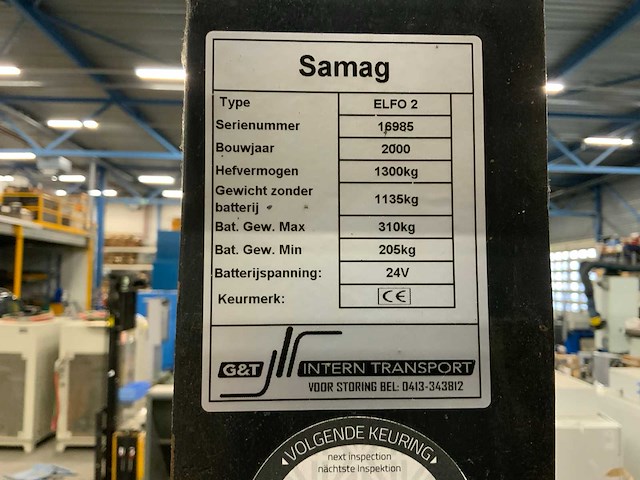 Samag
Type ELFO 2
Serienummer 16985
Bouwjaar 2000
Hefvermogen 1300kg
Gewicht zonder
batterij 1135kg
Bat. Gew. Max 310kg
Bat. Gew. Min 205kg
Batterijspanning: 24V
Keurmerk: CE
G&T INTERN TRANSPORT
VOOR STORING BEL: 0413-343812
VOLGENDE KEURING
next inspection
nächtste Inspektion